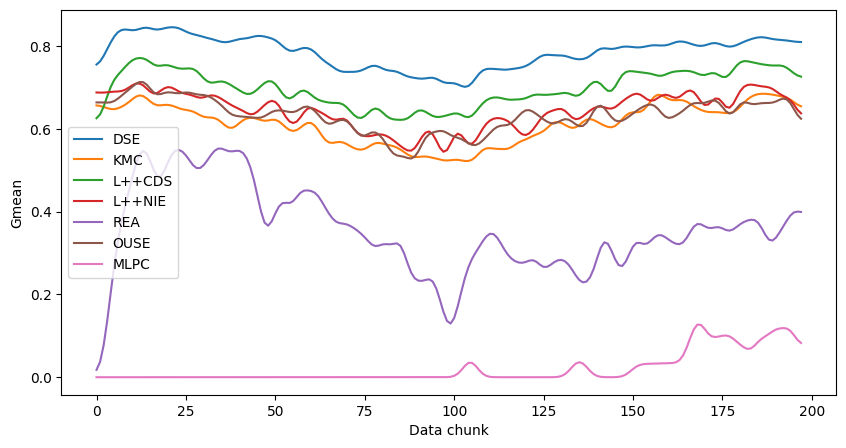 Gmean
0.8
0.6
0.4
0.2
0.0
DSE
KMC
L++CDS
L++NIE
REA
OUSE
MLPC
0 25 50 75 100 125 150 175 200
Data chunk